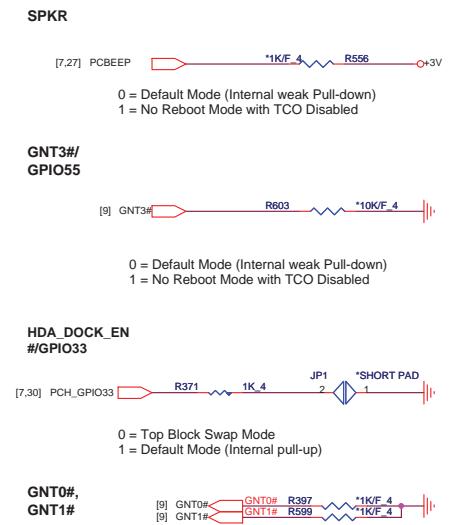 SPKR
[7,27] PCBEEP *1K/F_4 R556 +3V
0 = Default Mode (Internal weak Pull-down)
1 = No Reboot Mode with TCO Disabled
GNT3#/
GPIO55
[9] GNT3# R603 *10K/F_4
0 = Default Mode (Internal weak Pull-down)
1 = No Reboot Mode with TCO Disabled
HDA_DOCK_EN
#/GPIO33
JP1 *SHORT PAD
[7,30] PCH_GPIO33 R371 1K_4 2 1
0 = Top Block Swap Mode
1 = Default Mode (Internal pull-up)
GNT0#,
GNT1#
[9] GNT0# GNT0# R397 *1K/F_4
[9] GNT1# GNT1# R599 *1K/F_4